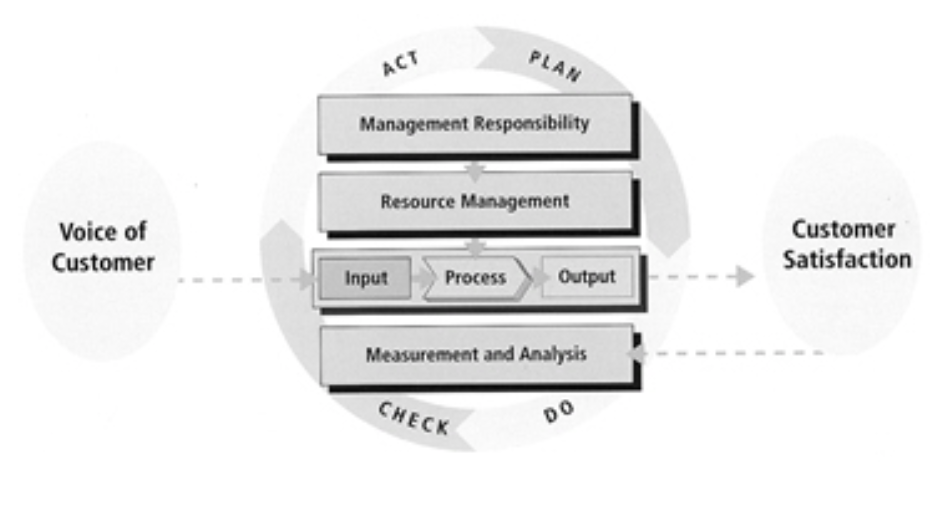 ACT
PLAN
Management Responsibility
Resource Management
Voice of
Customer
Input
Process
Output
Customer
Satisfaction
Measurement and Analysis
CHECK
DO